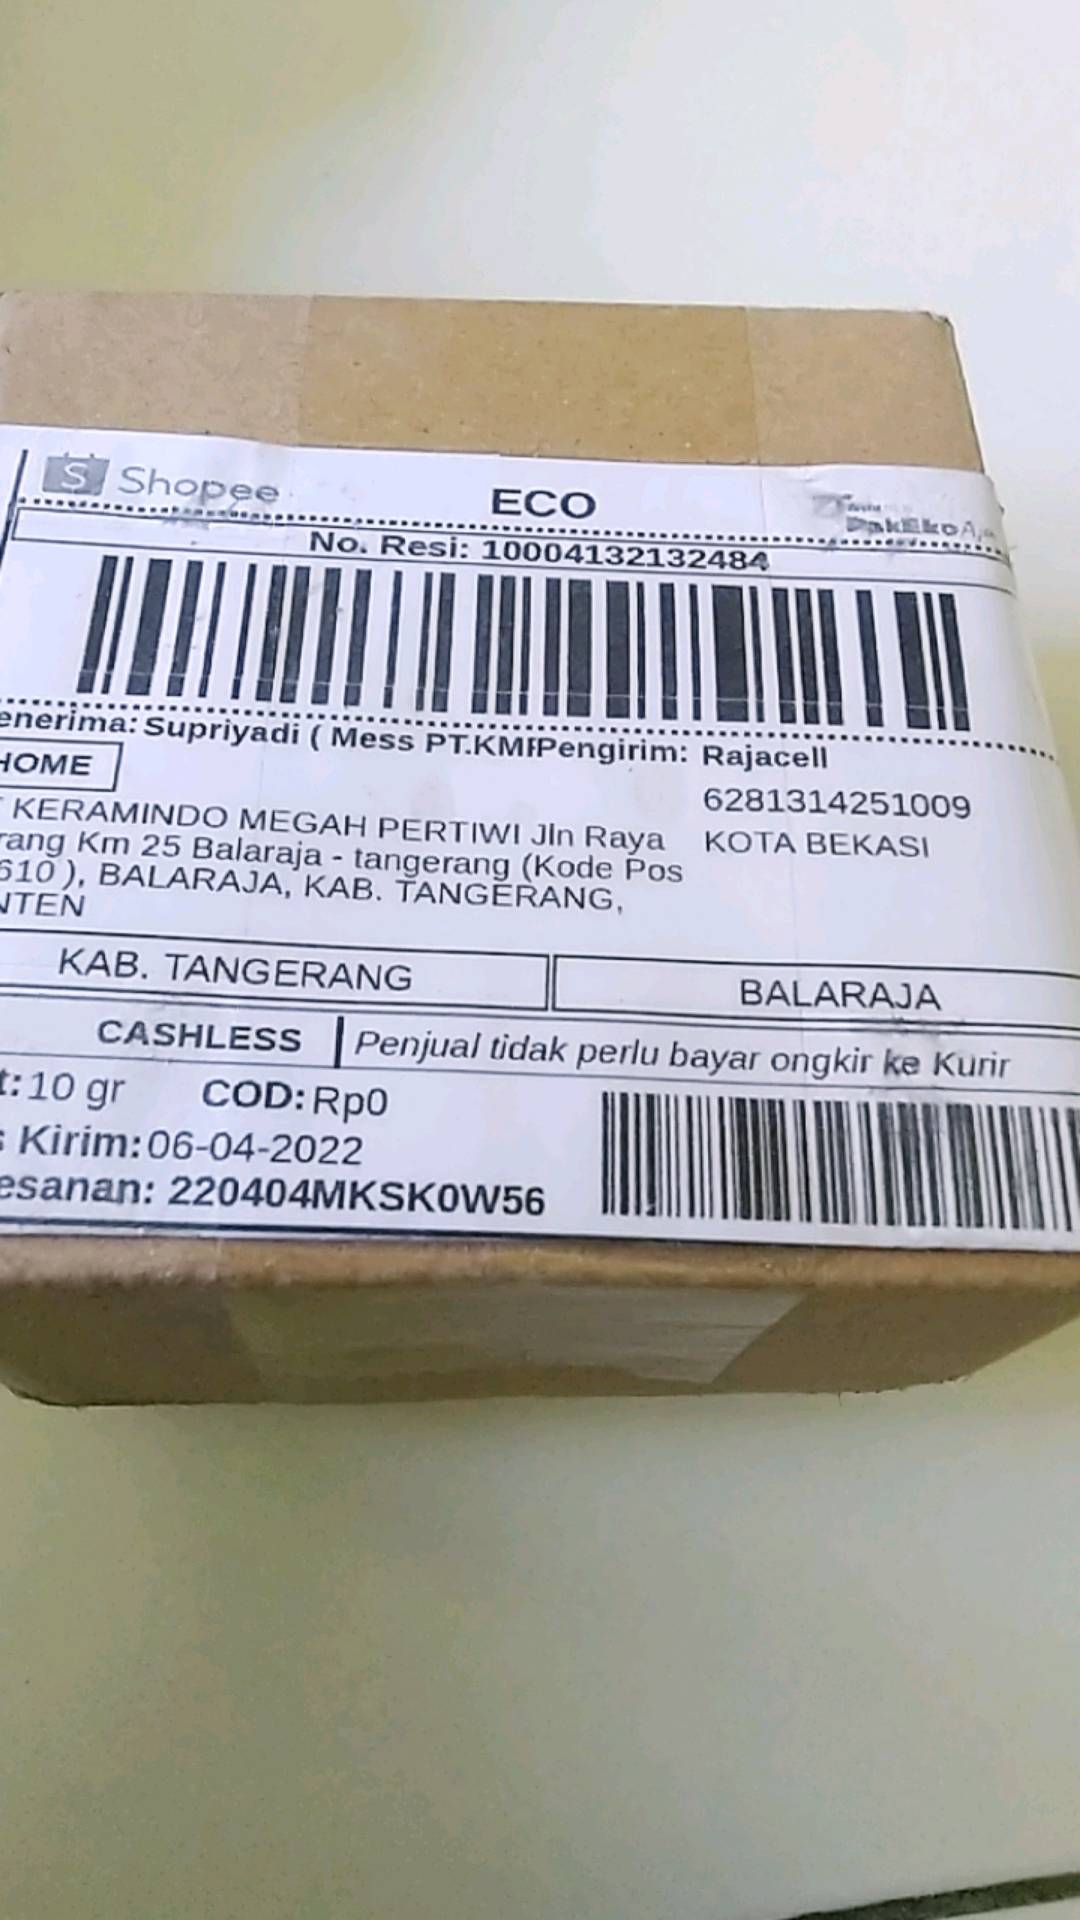 Shopee
ECO
No. Resi: 10004132132484
enerima: Supriyadi ( Mess PT.KMF
Pengirim: Rajacell
HOME
6281314251009
KERAMINDO MEGAH PERTIWI Jln Raya
KOTA BEKASI
rang Km 25 Balaraja - tangerang (Kode Pos
610 ), BALARAJA, KAB. TANGERANG,
NTEN
KAB. TANGERANG
BALARAJA
CASHLESS
Penjual tidak perlu bayar ongkir ke Kurir
t: 10 gr COD: Rp0
s Kirim: 06-04-2022
esanan: 220404MKSK0W56